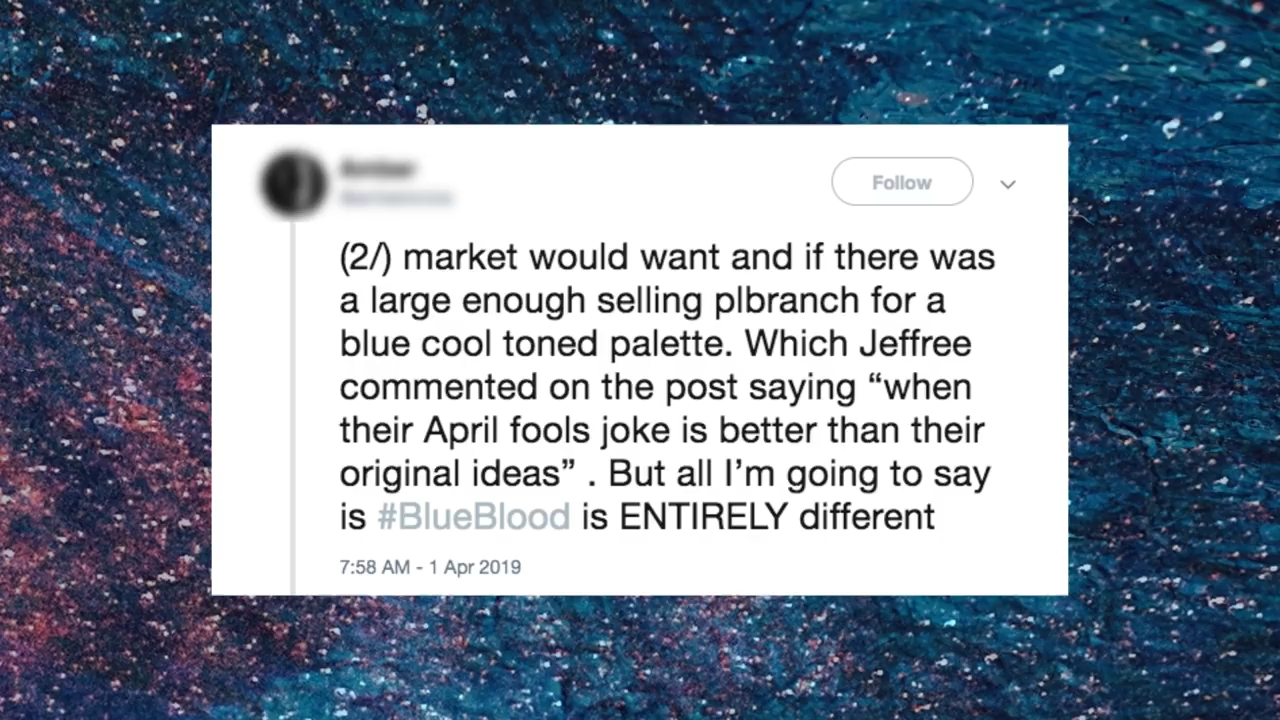 Follow
(2/) market would want and if there was
a large enough selling plbranch for a
blue cool toned palette. Which Jeffree
commented on the post saying “when
their April fools joke is better than their
original ideas” . But all I’m going to say
is #BlueBlood is ENTIRELY different
7:58 AM - 1 Apr 2019